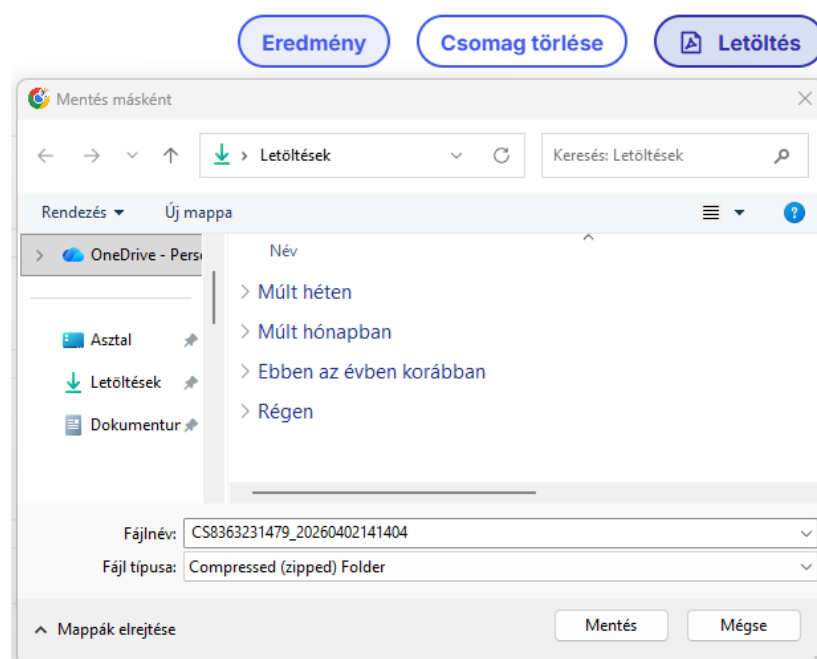 Eredmény Csomag törlése Letöltés
Mentés másként
Letöltések Keresés: Letöltések
Rendezés Új mappa
OneDrive - Pers
Név
Múlt héten
Múlt hónapban
Asztal
Ebben az évben korábban
Letöltések
Régen
Dokumentur
Fájlnév: CS8363231479_20260402141404
Fájl típusa: Compressed (zipped) Folder
Mappák elrejtése Mentés Mégse